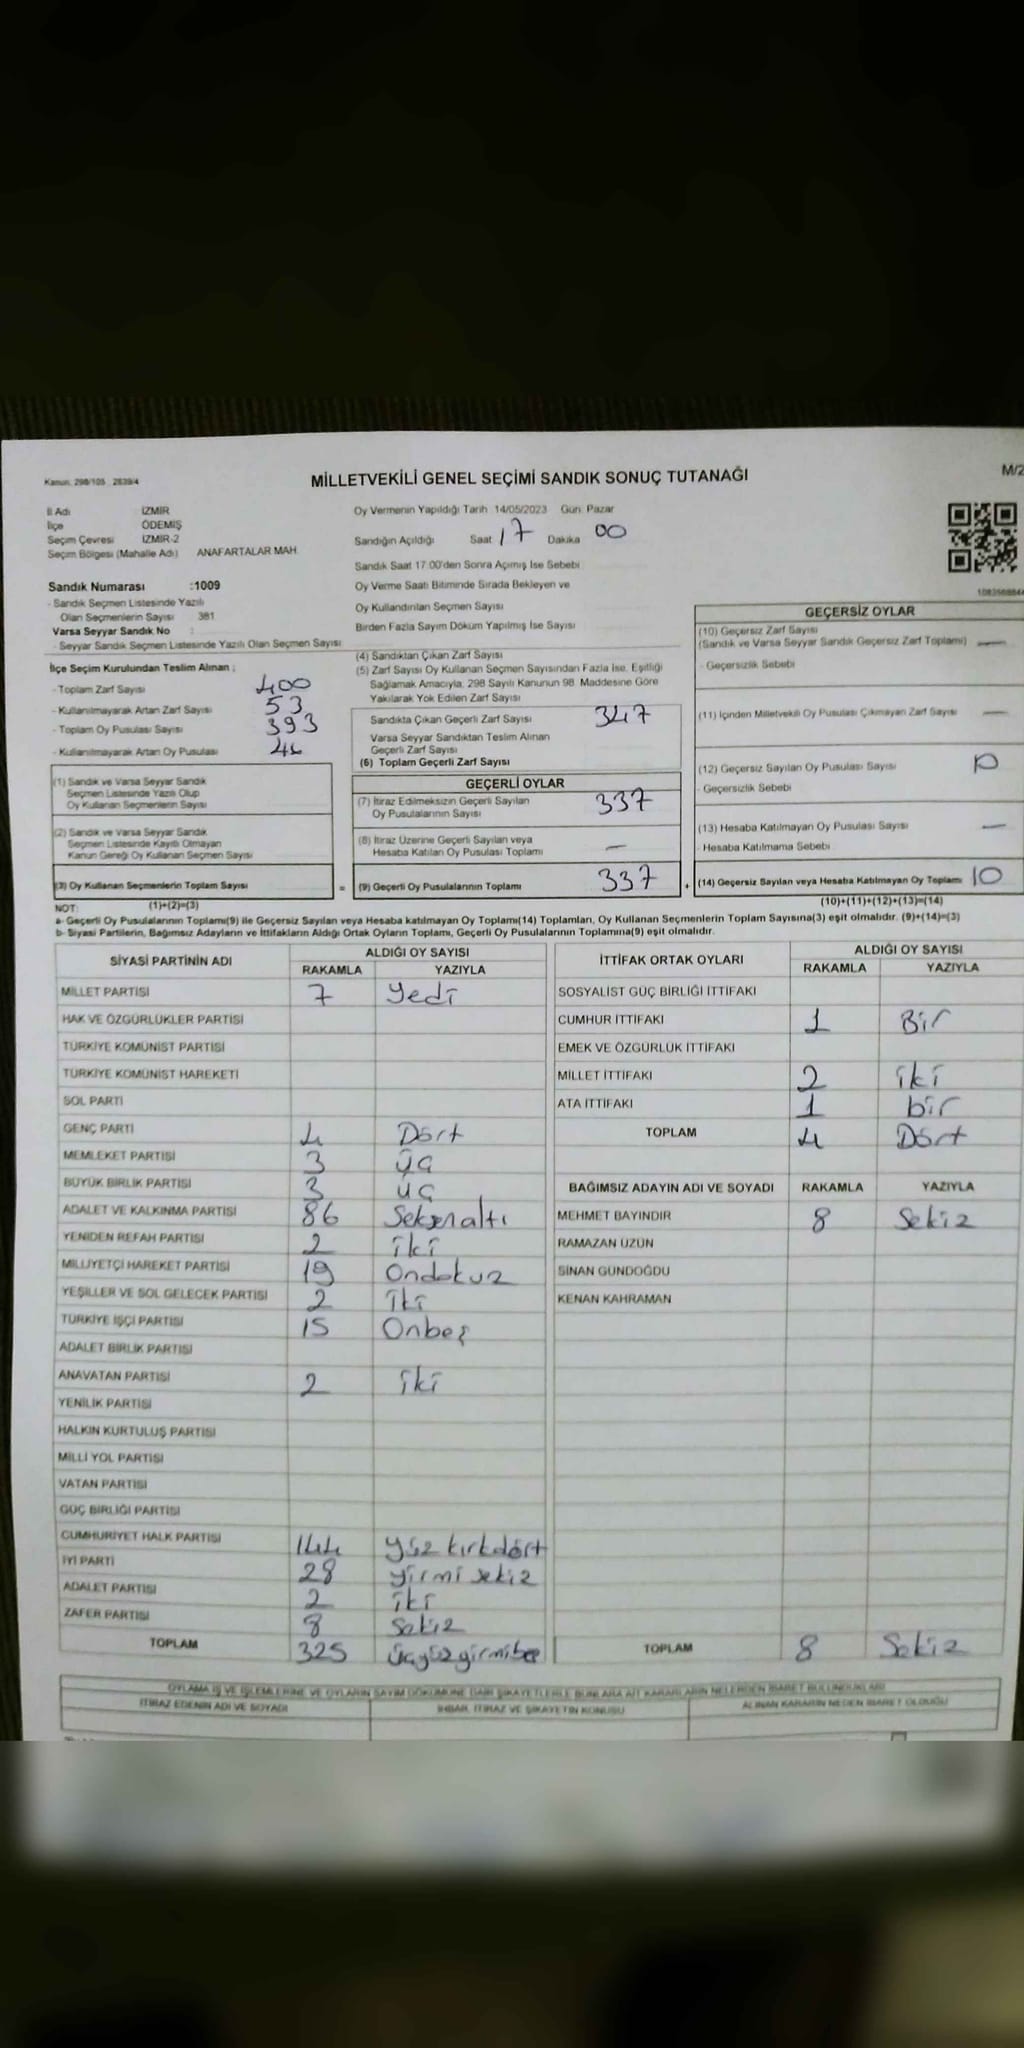 Kanun: 298/105 , 2839/4
MİLLETVEKİLİ GENEL SEÇİMİ SANDIK SONUÇ TUTANAĞI
M/2
İl Adı İZMİR
İlçe ÖDEMİŞ
Seçim Çevresi İZMİR-2
Seçim Bölgesi (Mahalle Adı) ANAFARTALAR MAH.
Oy Vermenin Yapıldığı Tarih 14/05/2023 Gün: Pazar
Sandığın Açıldığı Saat 17 Dakika 00
Sandık Saat 17:00'den Sonra Açılmış İse Sebebi
Oy Verme Saati Bitiminde Sırada Bekleyen ve
Oy Kullandırılan Seçmen Sayısı
Birden Fazla Sayım Döküm Yapılmış İse Sayısı
Sandık Numarası :1009
- Sandık Seçmen Listesinde Yazılı
Olan Seçmenlerin Sayısı 381
Varsa Seyyar Sandık No :
- Seyyar Sandık Seçmen Listesinde Yazılı Olan Seçmen Sayısı
İlçe Seçim Kurulundan Teslim Alınan ;
- Toplam Zarf Sayısı 400
- Kullanılmayarak Artan Zarf Sayısı 53
- Toplam Oy Pusulası Sayısı 393
- Kullanılmayarak Artan Oy Pusulası
(1) Sandık ve Varsa Seyyar Sandık
Seçmen Listesinde Yazılı Olup
Oy Kullanan Seçmenlerin Sayısı
(2) Sandık ve Varsa Seyyar Sandık
Seçmen Listesinde Kayıtlı Olmayan
Kanun Gereği Oy Kullanan Seçmen Sayısı
(3) Oy Kullanan Seçmenlerin Toplam Sayısı =
(4) Sandıktan Çıkan Zarf Sayısı
(5) Zarf Sayısı Oy Kullanan Seçmen Sayısından Fazla İse, Eşitliği
Sağlamak Amacıyla, 298 Sayılı Kanunun 98. Maddesine Göre
Yakılarak Yok Edilen Zarf Sayısı
Sandıkta Çıkan Geçerli Zarf Sayısı 347
Varsa Seyyar Sandıktan Teslim Alınan
Geçerli Zarf Sayısı
(6) Toplam Geçerli Zarf Sayısı
GEÇERLİ OYLAR
(7) İtiraz Edilmeksizin Geçerli Sayılan
Oy Pusulalarının Sayısı 337
(8) İtiraz Üzerine Geçerli Sayılan veya
Hesaba Katılan Oy Pusulası Toplamı —
(9) Geçerli Oy Pusulalarının Toplamı 337 +
GEÇERSİZ OYLAR
(10) Geçersiz Zarf Sayısı
(Sandık ve Varsa Seyyar Sandık Geçersiz Zarf Toplamı) —
- Geçersizlik Sebebi
(11) İçinden Milletvekili Oy Pusulası Çıkmayan Zarf Sayısı —
(12) Geçersiz Sayılan Oy Pusulası Sayısı 10
- Geçersizlik Sebebi
(13) Hesaba Katılmayan Oy Pusulası Sayısı —
- Hesaba Katılmama Sebebi
(14) Geçersiz Sayılan veya Hesaba Katılmayan Oy Toplamı 10
NOT: (1)+(2)=(3)
(10)+(11)+(12)+(13)=(14)
a- Geçerli Oy Pusulalarının Toplamı(9) ile Geçersiz Sayılan veya Hesaba katılmayan Oy Toplamı(14) Toplamları, Oy Kullanan Seçmenlerin Toplam Sayısına(3) eşit olmalıdır. (9)+(14)=(3)
b- Siyasi Partilerin, Bağımsız Adayların ve İttifakların Aldığı Ortak Oyların Toplamı, Geçerli Oy Pusulalarının Toplamına(9) eşit olmalıdır.
SİYASİ PARTİNİN ADI ALDIĞI OY SAYISI
RAKAMLA YAZIYLA
MİLLET PARTİSİ 7 Yedi
HAK VE ÖZGÜRLÜKLER PARTİSİ
TÜRKİYE KOMÜNİST PARTİSİ
TÜRKİYE KOMÜNİST HAREKETİ
SOL PARTİ
GENÇ PARTİ 4 Dört
MEMLEKET PARTİSİ 3 üç
BÜYÜK BİRLİK PARTİSİ 3 üç
ADALET VE KALKINMA PARTİSİ 86 Seksenaltı
YENİDEN REFAH PARTİSİ 2 iki
MİLLİYETÇİ HAREKET PARTİSİ 19 Ondokuz
YEŞİLLER VE SOL GELECEK PARTİSİ 2 İki
TÜRKİYE İŞÇİ PARTİSİ 15 Onbeş
ADALET BİRLİK PARTİSİ
ANAVATAN PARTİSİ 2 iki
YENİLİK PARTİSİ
HALKIN KURTULUŞ PARTİSİ
MİLLİ YOL PARTİSİ
VATAN PARTİSİ
GÜÇ BİRLİĞİ PARTİSİ
CUMHURİYET HALK PARTİSİ 144 yüz kırkdört
İYİ PARTİ 28 yirmi sekiz
ADALET PARTİSİ 2 iki
ZAFER PARTİSİ 8 Sekiz
TOPLAM 325 üçyüzyirmibeş
İTTİFAK ORTAK OYLARI ALDIĞI OY SAYISI
RAKAMLA YAZIYLA
SOSYALİST GÜÇ BİRLİĞİ İTTİFAKI
CUMHUR İTTİFAKI 1 Bir
EMEK VE ÖZGÜRLÜK İTTİFAKI
MİLLET İTTİFAKI 2 iki
ATA İTTİFAKI 1 bir
TOPLAM 4 Dört
BAĞIMSIZ ADAYIN ADI VE SOYADI RAKAMLA YAZIYLA
MEHMET BAYINDIR 8 Sekiz
RAMAZAN UZUN
SİNAN GÜNDOĞDU
KENAN KAHRAMAN
TOPLAM 8 Sekiz
OYLAMA İŞ VE İŞLEMLERİNE VE OYLARIN SAYIM DÖKÜMÜNE DAİR ŞİKAYETLERLE BUNLARA AİT KARARLARIN NELERDEN İBARET BULUNDUKLARI
İTİRAZ EDENİN ADI VE SOYADI İHBAR, İTİRAZ VE ŞİKAYETİN KONUSU ALINAN KARARIN NEDEN İBARET OLDUĞU